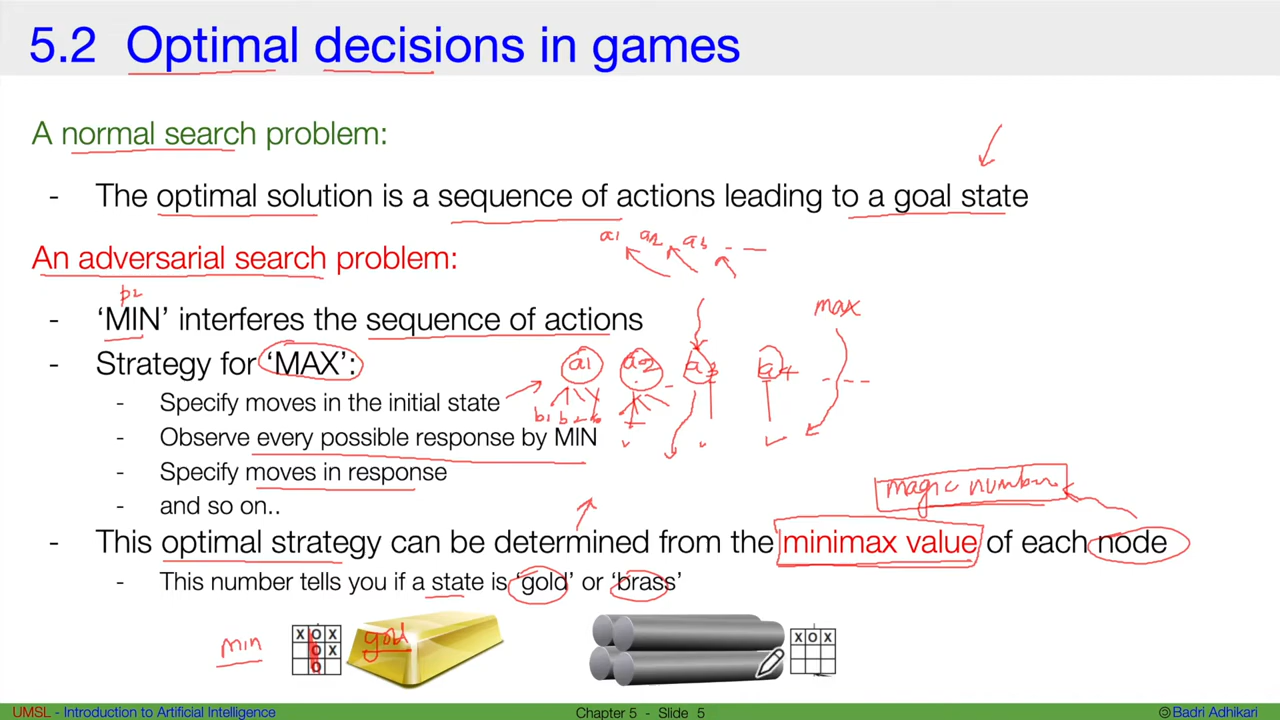 5.2 Optimal decisions in games
A normal search problem:
- The optimal solution is a sequence of actions leading to a goal state
a1 a2 a3 - -
An adversarial search problem:
p2
- 'MIN' interferes the sequence of actions
max
- Strategy for 'MAX':
a1 a2 a3 a4 - - -
- Specify moves in the initial state
b1 b2
- Observe every possible response by MIN
- Specify moves in response
magic number
- and so on..
- This optimal strategy can be determined from the minimax value of each node
- This number tells you if a state is 'gold' or 'brass'
min
X O X
O X
O
gold
X O X
UMSL - Introduction to Artificial Intelligence
Chapter 5 - Slide 5
© Badri Adhikari